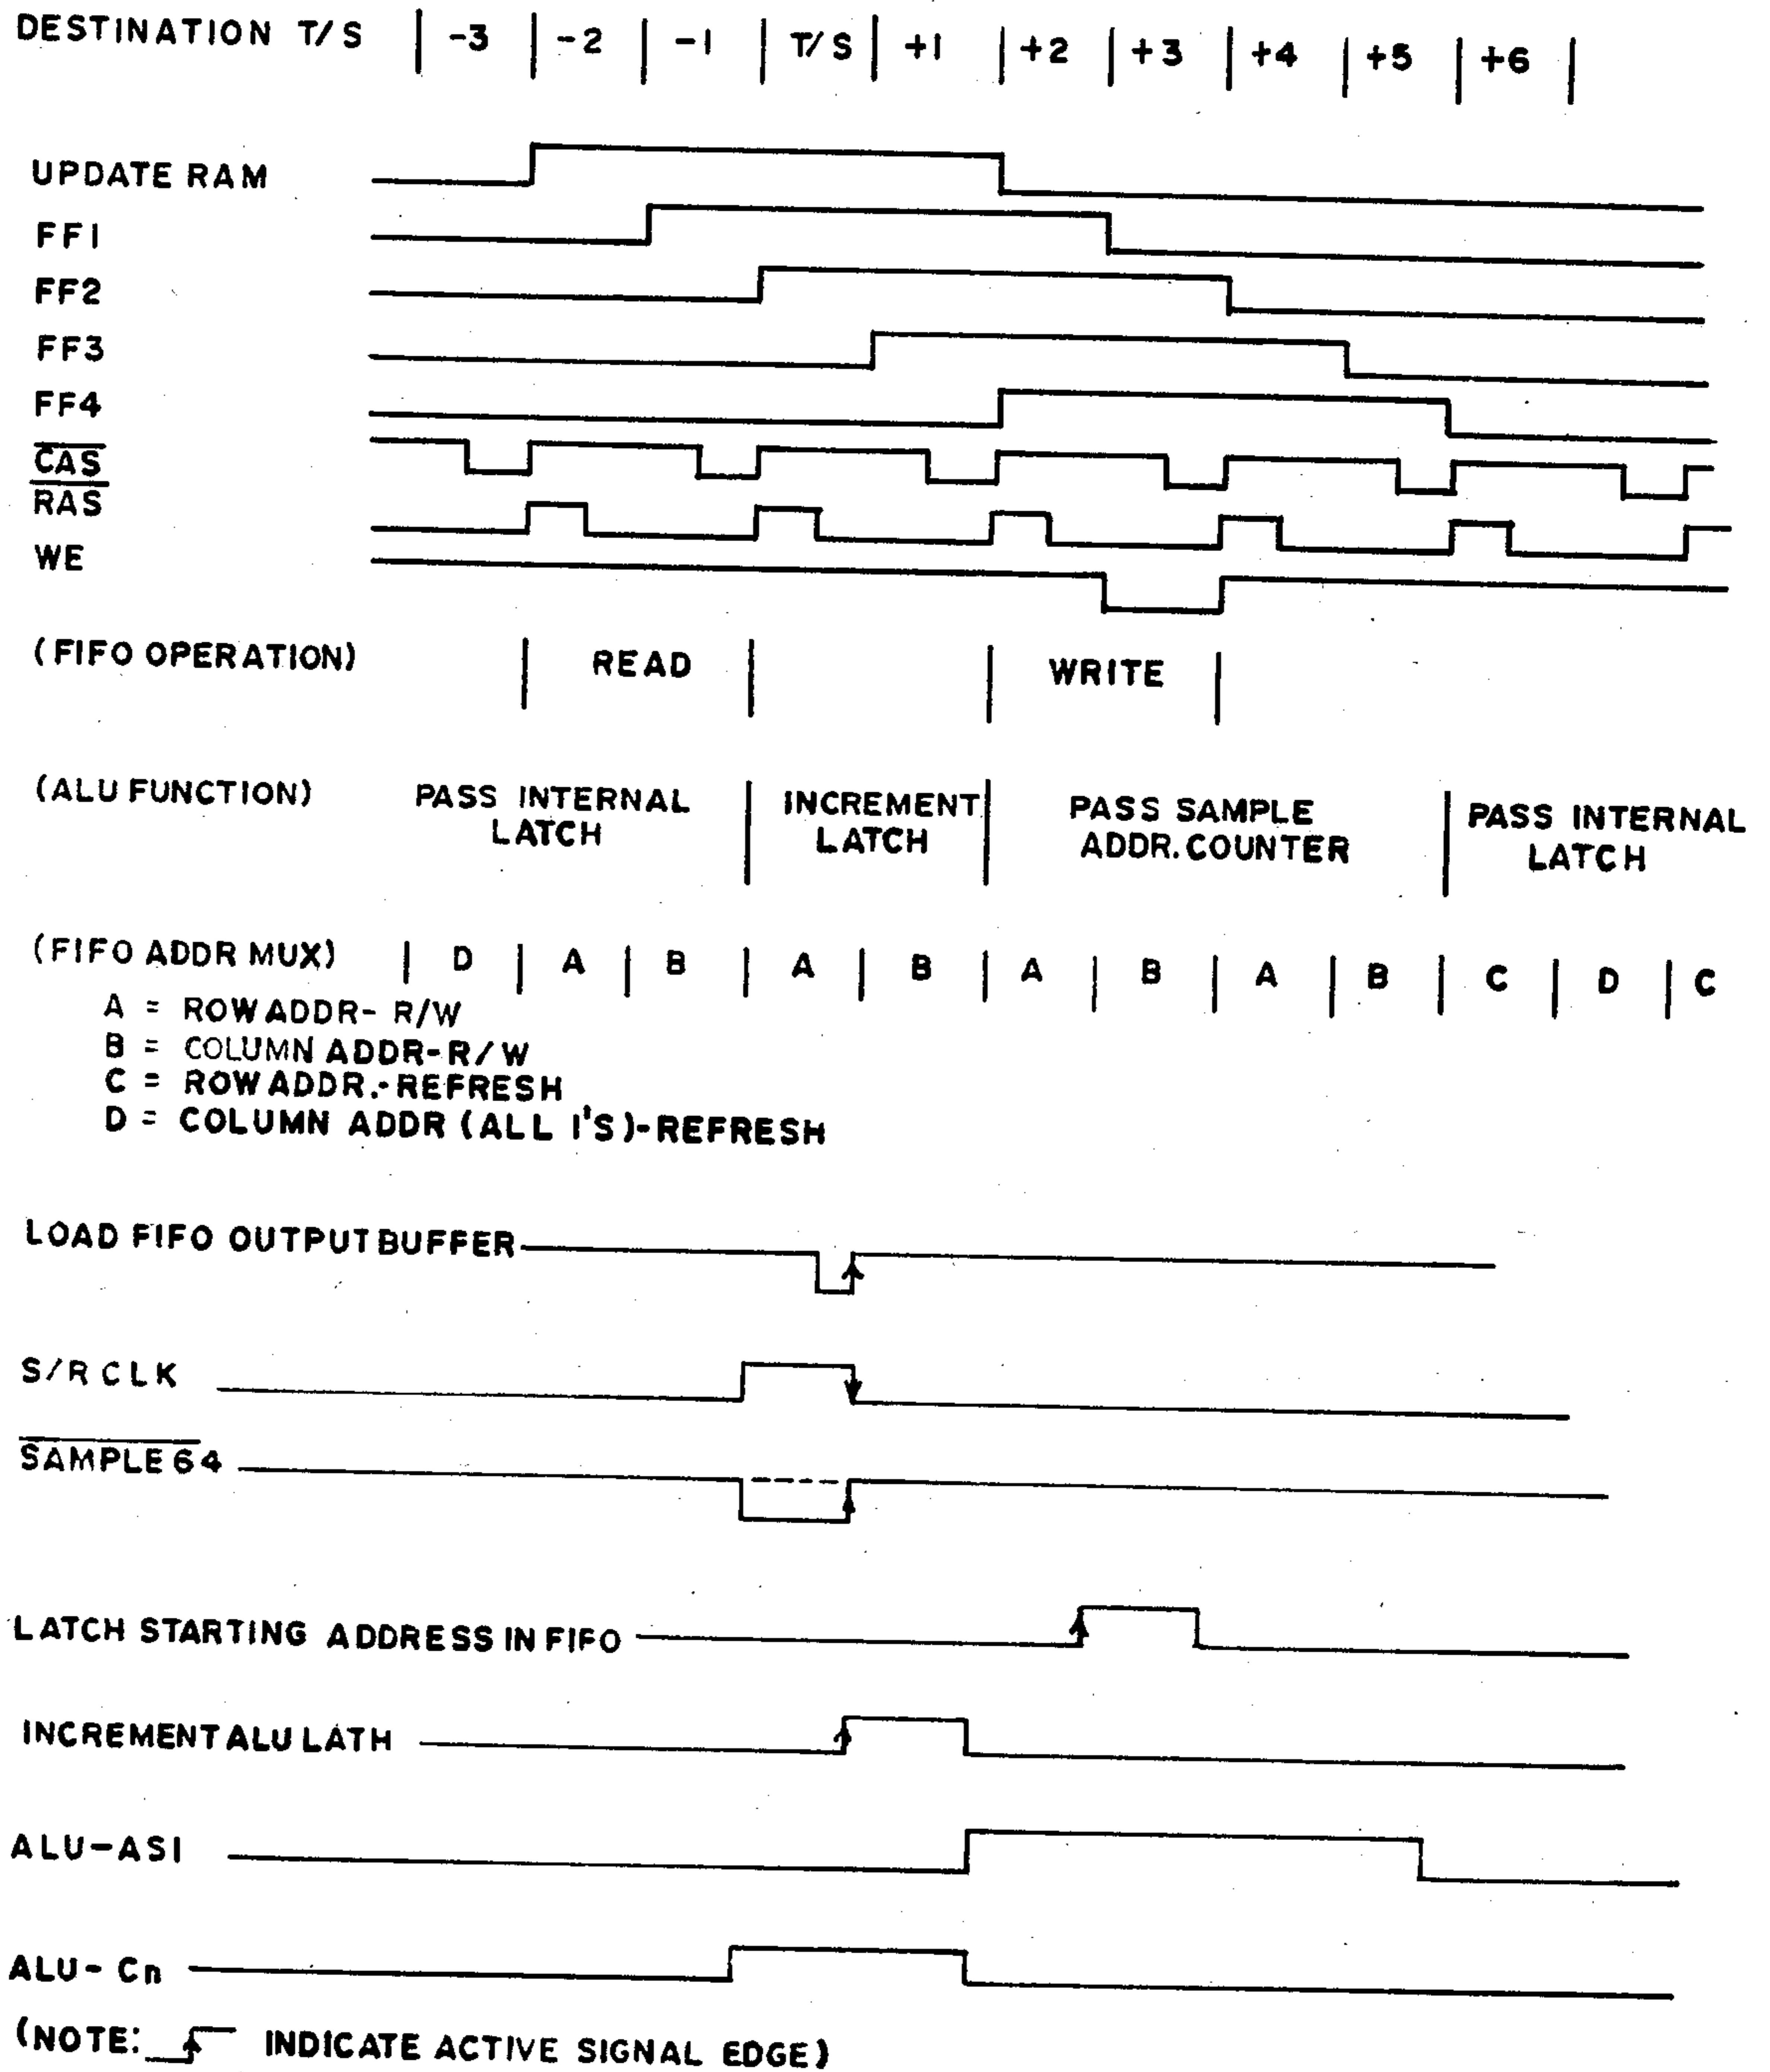 DESTINATION T/S | -3 | -2 | -1 | T/S | +1 | +2 | +3 | +4 | +5 | +6 |
UPDATE RAM
FF1
FF2
FF3
FF4
CAS
RAS
WE
(FIFO OPERATION) | READ | | WRITE |
(ALU FUNCTION)
PASS INTERNAL
LATCH
INCREMENT
LATCH
PASS SAMPLE
ADDR. COUNTER
PASS INTERNAL
LATCH
(FIFO ADDR MUX) | D | A | B | A | B | A | B | A | B | C | D | C
A = ROW ADDR- R/W
B = COLUMN ADDR-R/W
C = ROW ADDR.-REFRESH
D = COLUMN ADDR (ALL 1'S)-REFRESH
LOAD FIFO OUTPUT BUFFER
S/R CLK
SAMPLE 64
LATCH STARTING ADDRESS IN FIFO
INCREMENT ALU LATH
ALU-AS1
ALU-Cn
(NOTE: INDICATE ACTIVE SIGNAL EDGE)